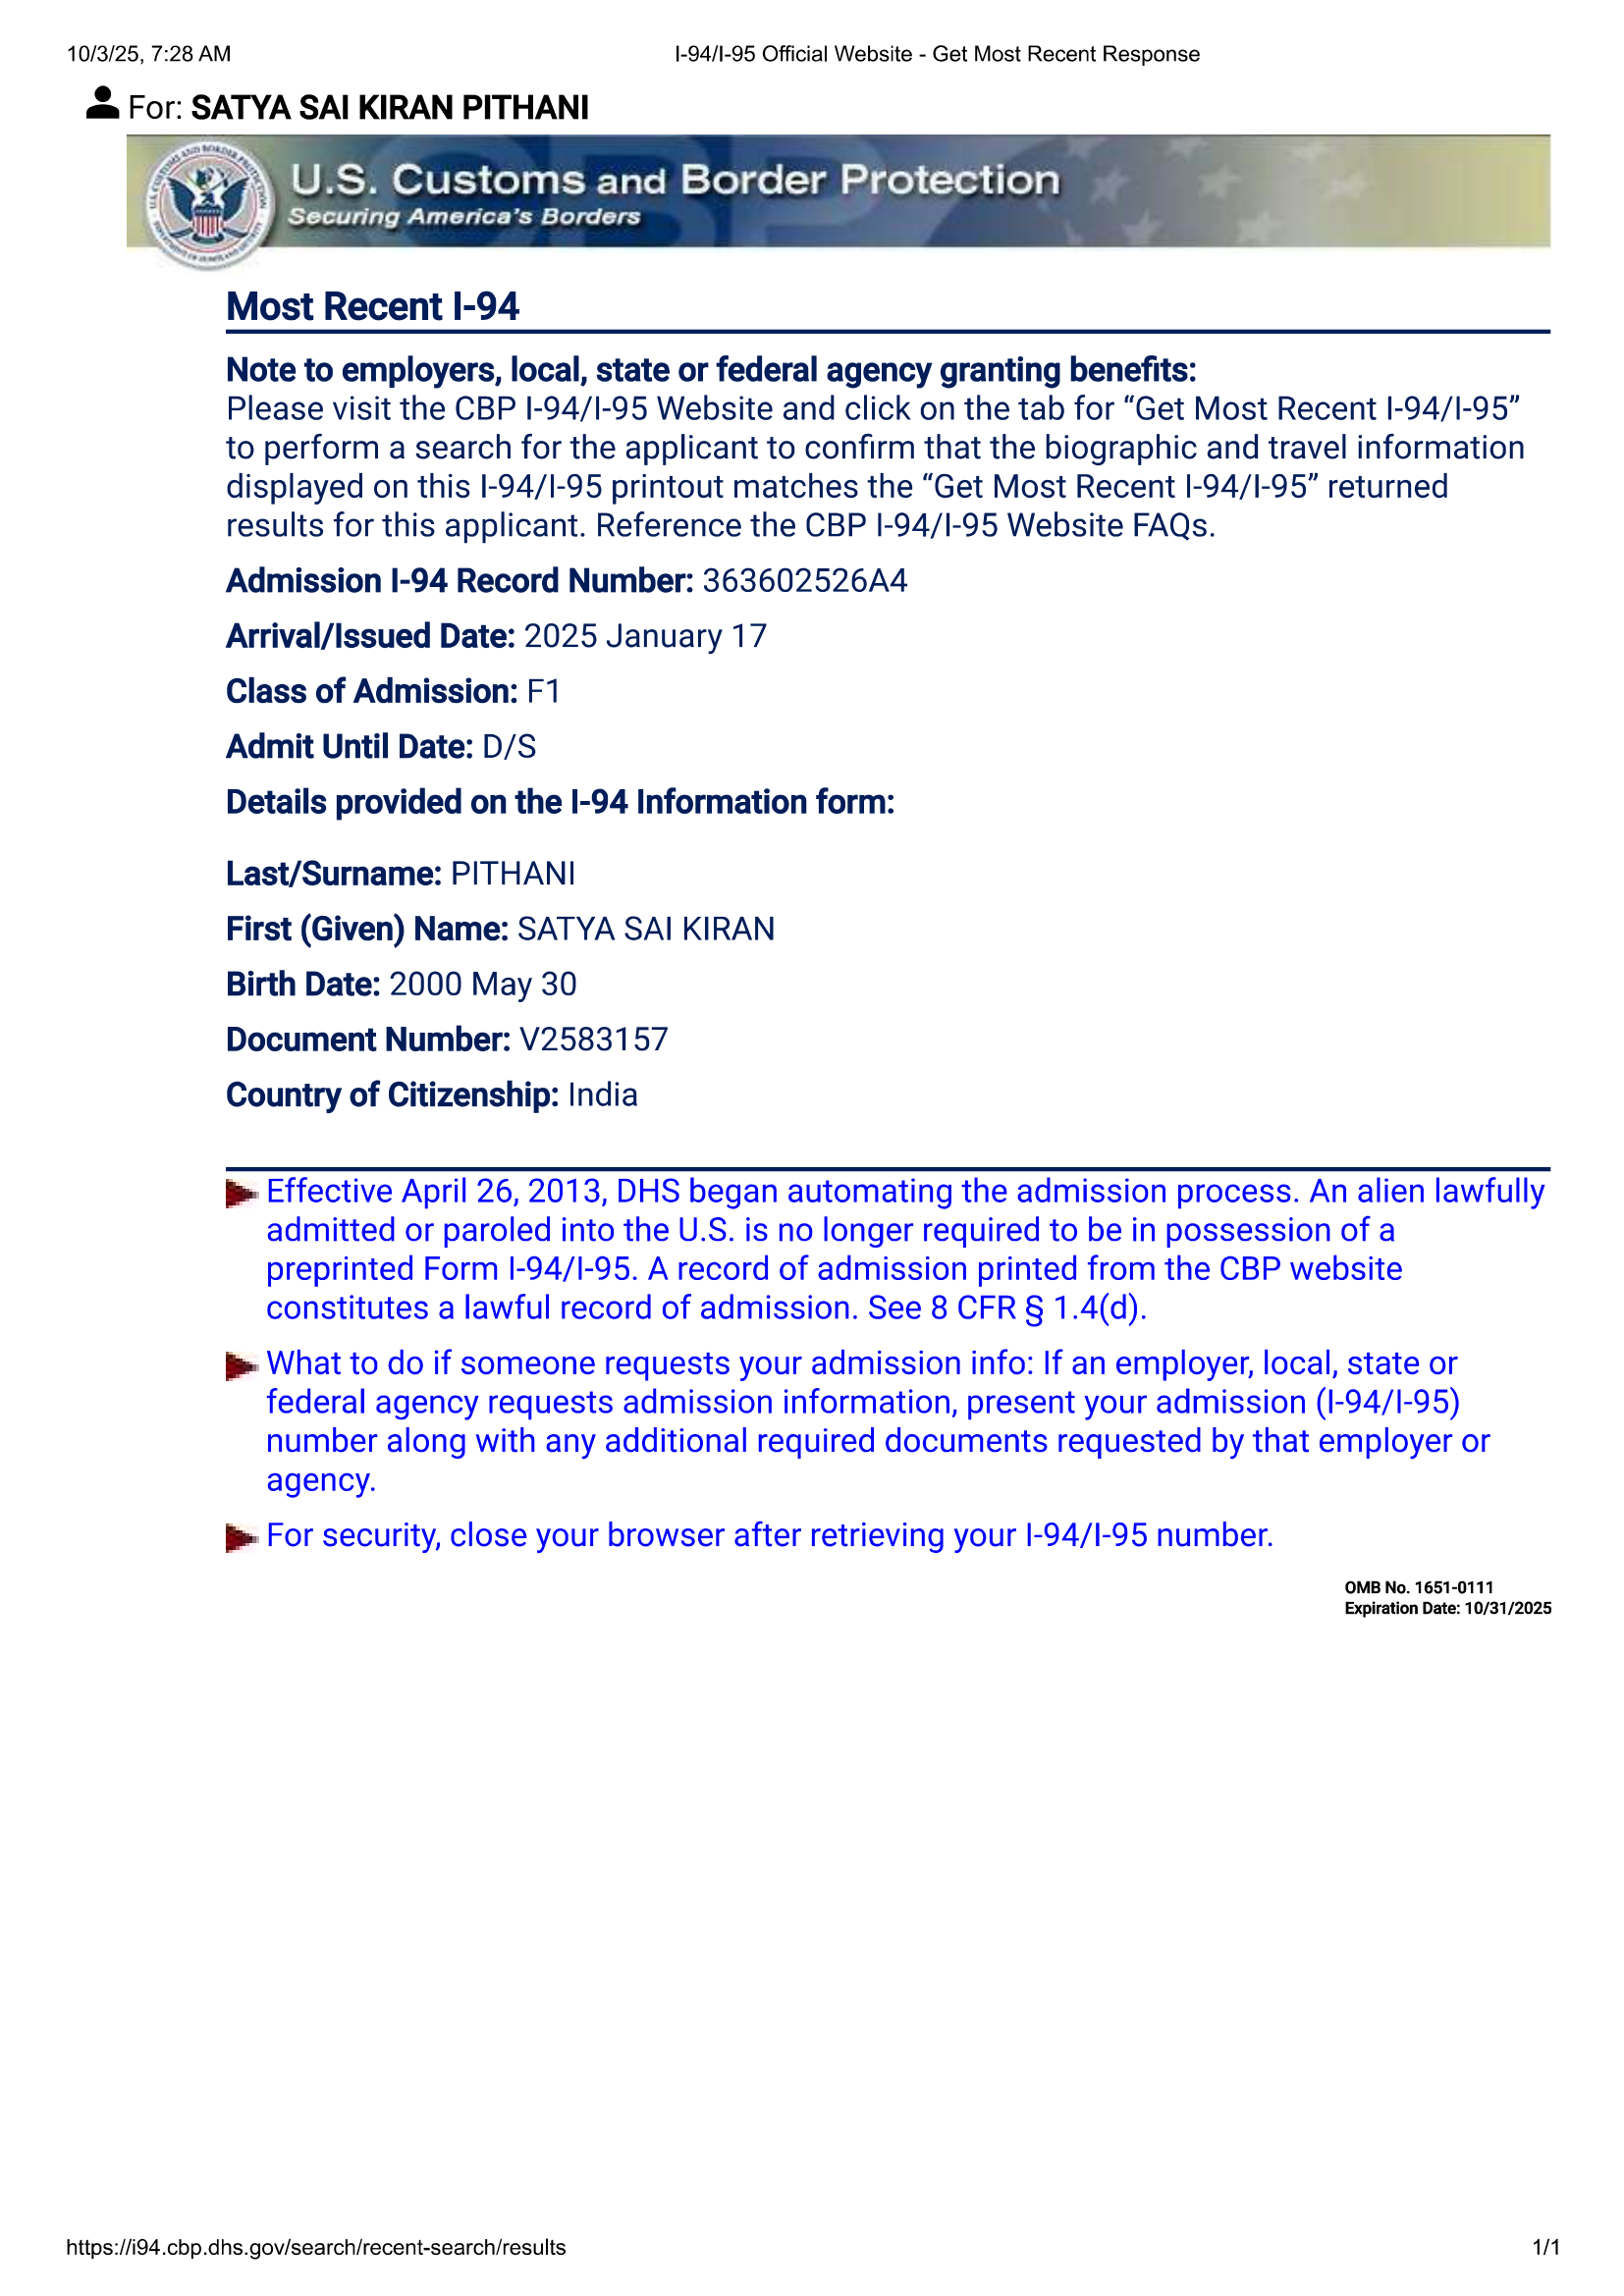 10/3/25, 7:28 AM
I-94/I-95 Official Website - Get Most Recent Response
For: SATYA SAI KIRAN PITHANI
U.S. Customs and Border Protection
Securing America's Borders
Most Recent I-94
Note to employers, local, state or federal agency granting benefits:
Please visit the CBP I-94/I-95 Website and click on the tab for “Get Most Recent I-94/I-95”
to perform a search for the applicant to confirm that the biographic and travel information
displayed on this I-94/I-95 printout matches the “Get Most Recent I-94/I-95” returned
results for this applicant. Reference the CBP I-94/I-95 Website FAQs.
Admission I-94 Record Number: 363602526A4
Arrival/Issued Date: 2025 January 17
Class of Admission: F1
Admit Until Date: D/S
Details provided on the I-94 Information form:
Last/Surname: PITHANI
First (Given) Name: SATYA SAI KIRAN
Birth Date: 2000 May 30
Document Number: V2583157
Country of Citizenship: India
Effective April 26, 2013, DHS began automating the admission process. An alien lawfully
admitted or paroled into the U.S. is no longer required to be in possession of a
preprinted Form I-94/I-95. A record of admission printed from the CBP website
constitutes a lawful record of admission. See 8 CFR § 1.4(d).
What to do if someone requests your admission info: If an employer, local, state or
federal agency requests admission information, present your admission (I-94/I-95)
number along with any additional required documents requested by that employer or
agency.
For security, close your browser after retrieving your I-94/I-95 number.
OMB No. 1651-0111
Expiration Date: 10/31/2025
https://i94.cbp.dhs.gov/search/recent-search/results
1/1